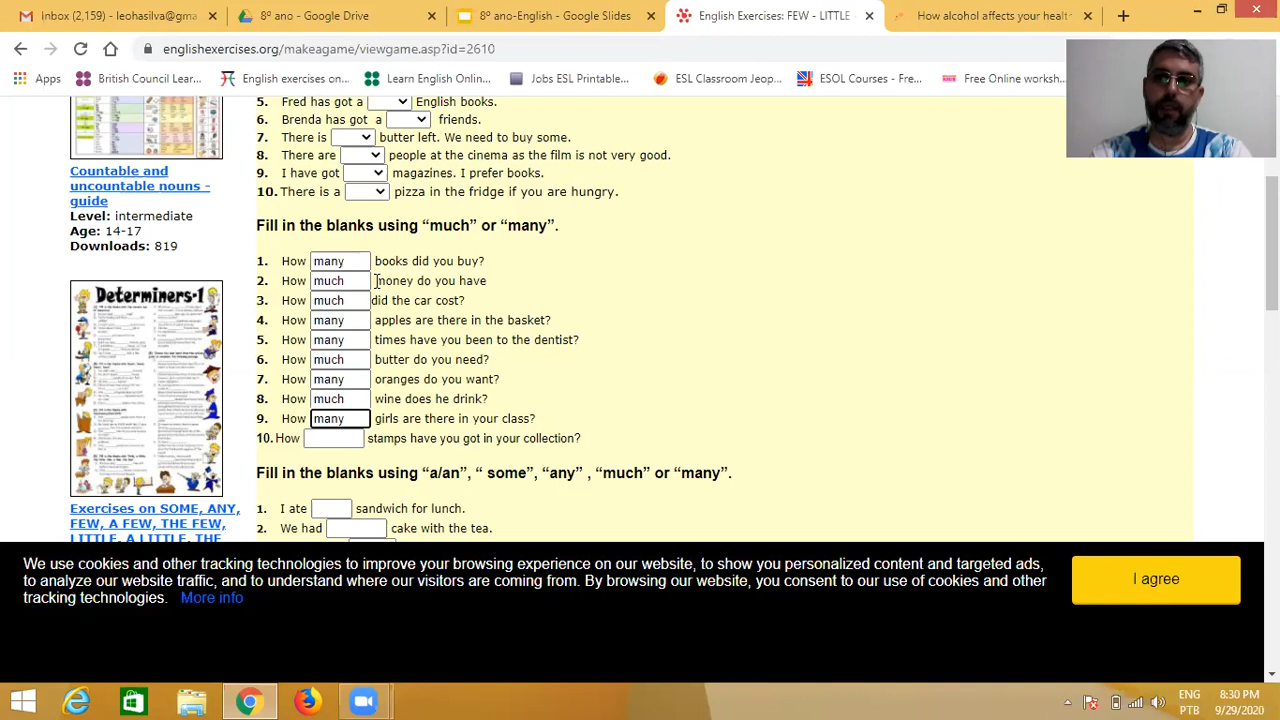 Inbox (2,159) - leohasilva@gma
8º ano - Google Drive
8º ano-English - Google Slides
English Exercises: FEW - LITTLE -
How alcohol affects your healt
englishexercises.org/makeagame/viewgame.asp?id=2610
Apps
British Council Lear...
English exercises on...
Learn English Onlin...
Jobs ESL Printable...
ESL Classroom Jeop...
ESOL Courses - Fre...
Free Online worksh...
5. Fred has got a English books.
6. Brenda has got a friends.
7. There is butter left. We need to buy some.
8. There are people at the cinema as the film is not very good.
9. I have got magazines. I prefer books.
10. There is a pizza in the fridge if you are hungry.
Countable and
uncountable nouns -
guide
Level: intermediate
Age: 14-17
Downloads: 819
Fill in the blanks using “much” or “many”.
1. How many books did you buy?
2. How much money do you have
3. How much did the car cost?
4. How many eggs are in the basket?
5. How many have you been to the dentist?
6. How many do you need?
7. How many oranges do you want?
8. How much wine do you drink?
9. How are there in your class?
10. How have you got in your collection?
Fill in the blanks using “a/an”,“ some”,“any” , “much” or “many”.
1. I ate sandwich for lunch.
2. We had cake with the tea.
Determiners-1
Exercises on SOME, ANY,
FEW, A FEW, THE FEW,
LITTLE, A LITTLE, THE
We use cookies and other tracking technologies to improve your browsing experience on our website, to show you personalized content and targeted ads,
to analyze our website traffic, and to understand where our visitors are coming from. By browsing our website, you consent to our use of cookies and other
tracking technologies. More info
I agree
ENG
PTB
8:30 PM
9/29/2020